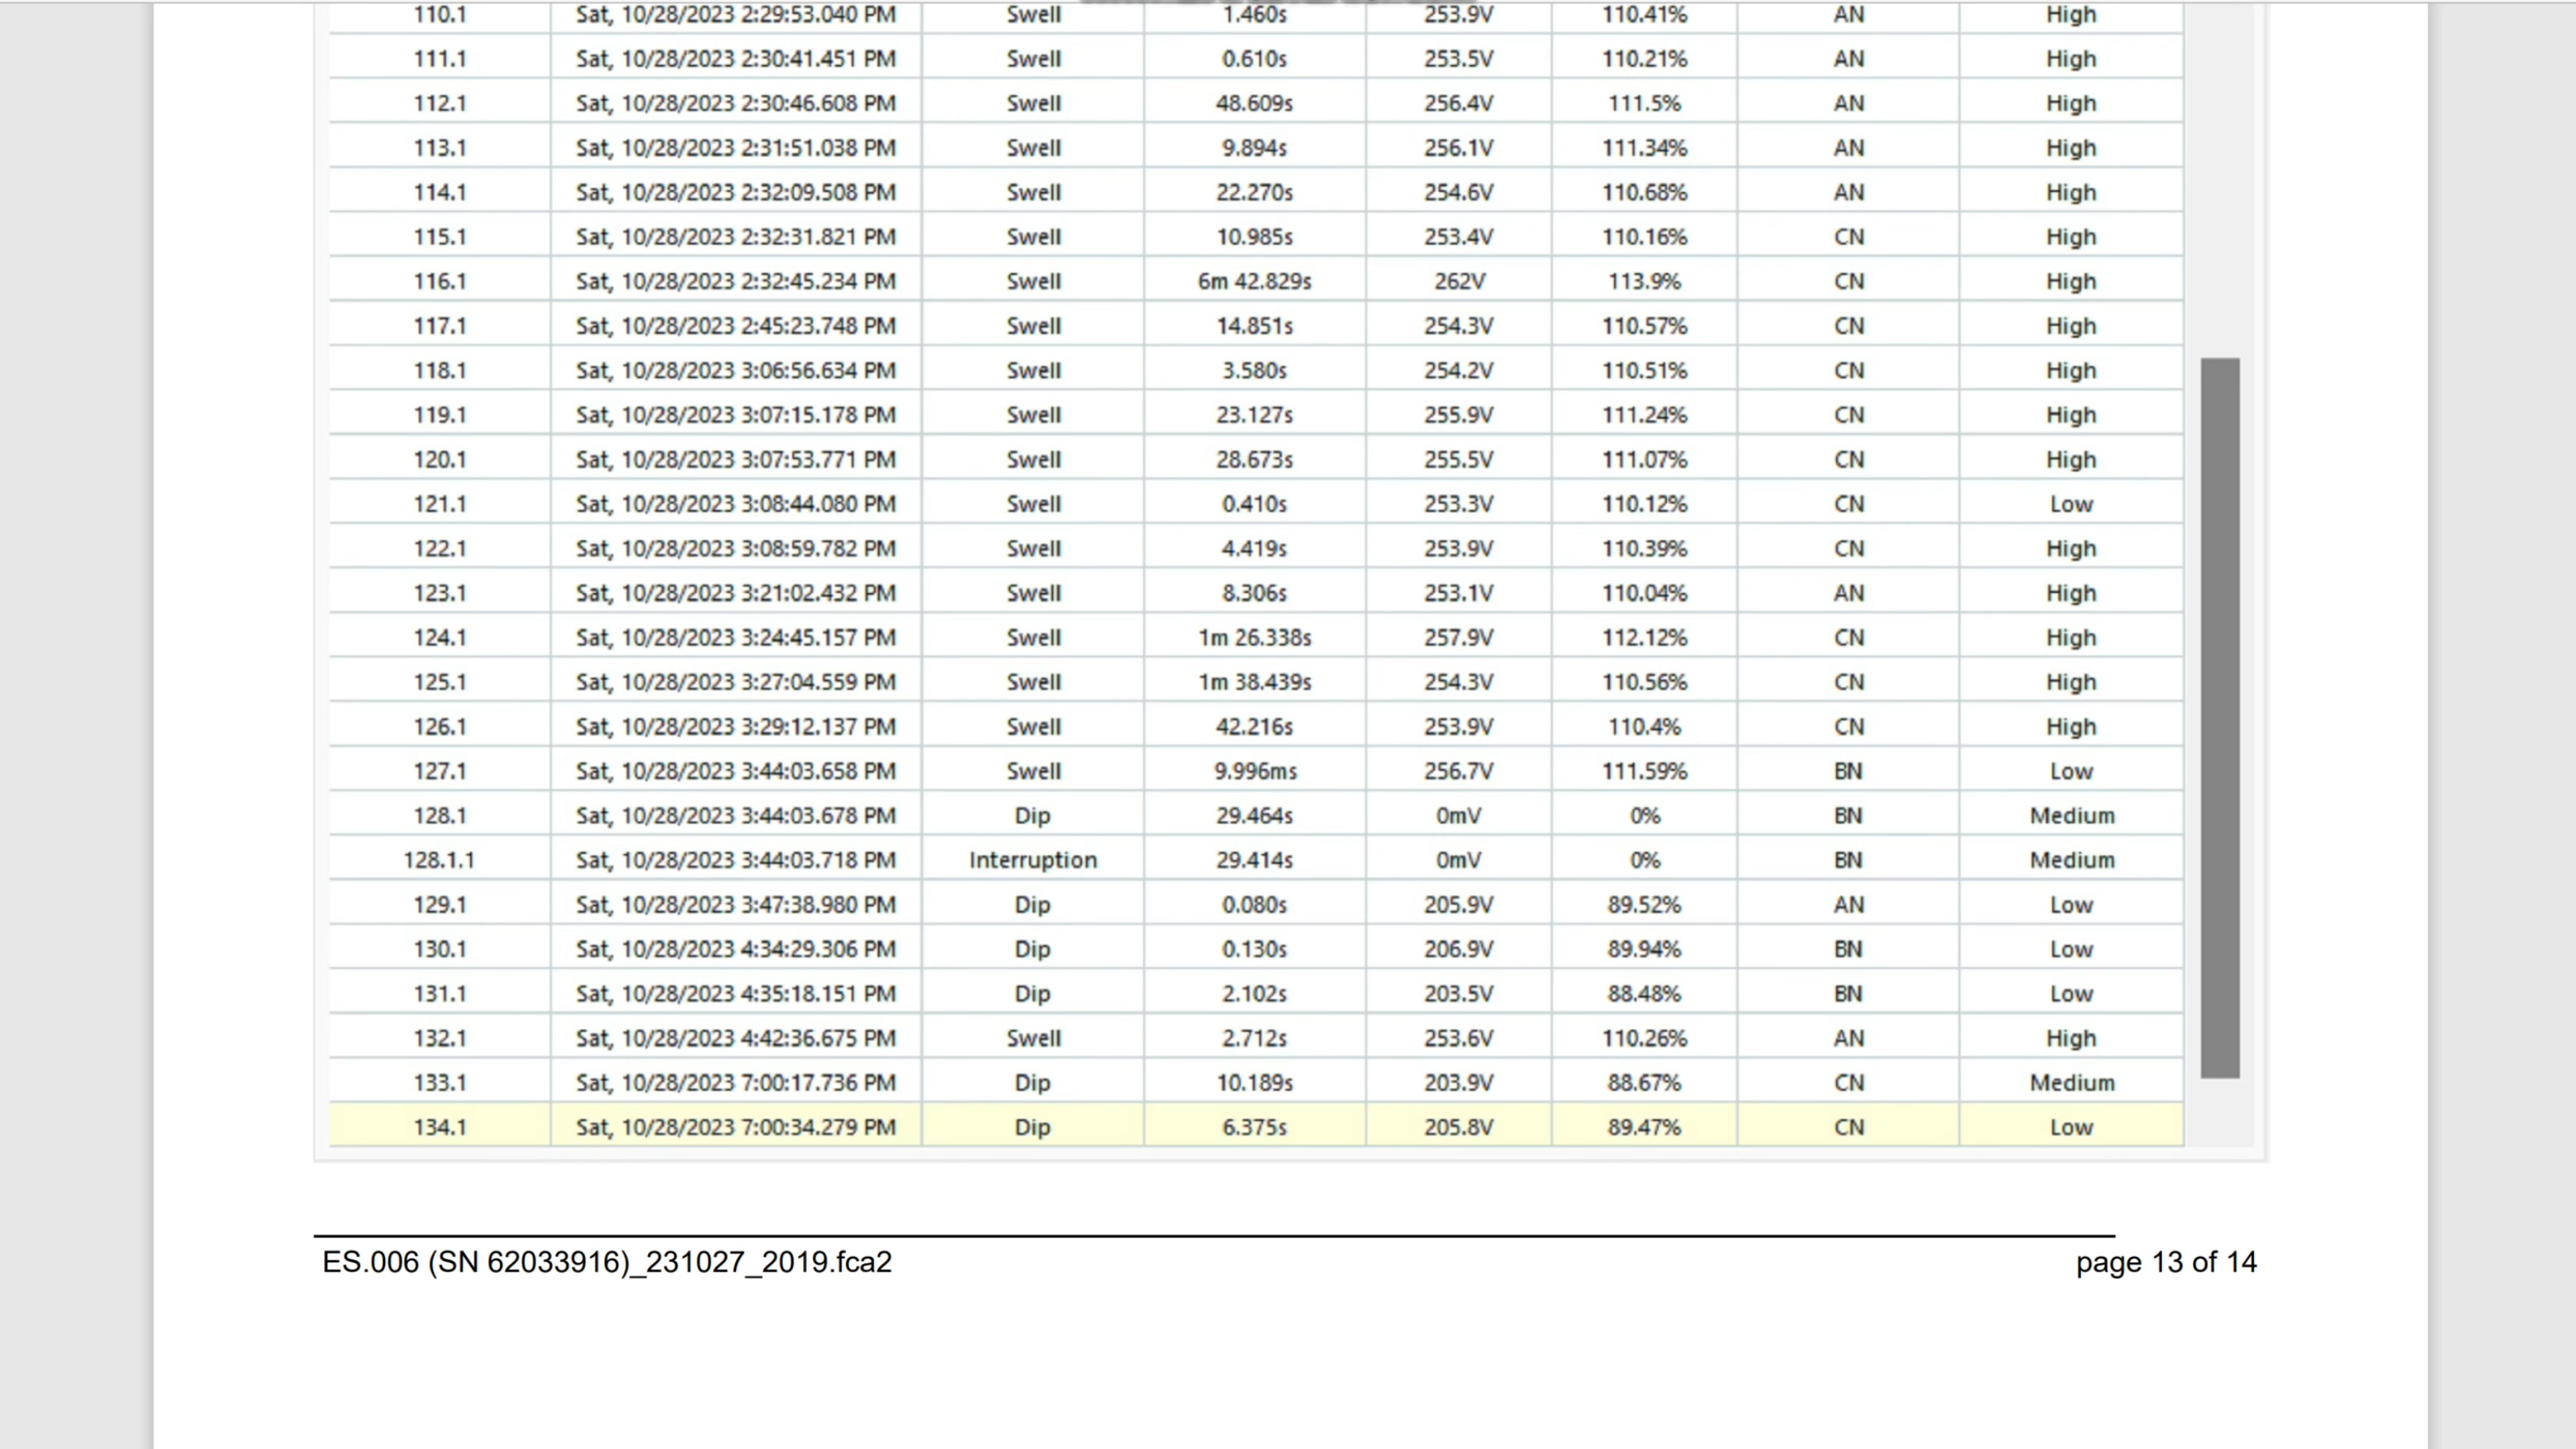 110.1 Sat, 10/28/2023 2:29:53.040 PM Swell 1.460s 253.9V 110.41% AN High
111.1 Sat, 10/28/2023 2:30:41.451 PM Swell 0.610s 253.5V 110.21% AN High
112.1 Sat, 10/28/2023 2:30:46.608 PM Swell 48.609s 256.4V 111.5% AN High
113.1 Sat, 10/28/2023 2:31:51.038 PM Swell 9.894s 256.1V 111.34% AN High
114.1 Sat, 10/28/2023 2:32:09.508 PM Swell 22.270s 254.6V 110.68% AN High
115.1 Sat, 10/28/2023 2:32:31.821 PM Swell 10.985s 253.4V 110.16% CN High
116.1 Sat, 10/28/2023 2:32:45.234 PM Swell 6m 42.829s 262V 113.9% CN High
117.1 Sat, 10/28/2023 2:45:23.748 PM Swell 14.851s 254.3V 110.57% CN High
118.1 Sat, 10/28/2023 3:06:56.634 PM Swell 3.580s 254.2V 110.51% CN High
119.1 Sat, 10/28/2023 3:07:15.178 PM Swell 23.127s 255.9V 111.24% CN High
120.1 Sat, 10/28/2023 3:07:53.771 PM Swell 28.673s 255.5V 111.07% CN High
121.1 Sat, 10/28/2023 3:08:44.080 PM Swell 0.410s 253.3V 110.12% CN Low
122.1 Sat, 10/28/2023 3:08:59.782 PM Swell 4.419s 253.9V 110.39% CN High
123.1 Sat, 10/28/2023 3:21:02.432 PM Swell 8.306s 253.1V 110.04% AN High
124.1 Sat, 10/28/2023 3:24:45.157 PM Swell 1m 26.338s 257.9V 112.12% CN High
125.1 Sat, 10/28/2023 3:27:04.559 PM Swell 1m 38.439s 254.3V 110.56% CN High
126.1 Sat, 10/28/2023 3:29:12.137 PM Swell 42.216s 253.9V 110.4% CN High
127.1 Sat, 10/28/2023 3:44:03.658 PM Swell 9.996ms 256.7V 111.59% BN Low
128.1 Sat, 10/28/2023 3:44:03.678 PM Dip 29.464s 0mV 0% BN Medium
128.1.1 Sat, 10/28/2023 3:44:03.718 PM Interruption 29.414s 0mV 0% BN Medium
129.1 Sat, 10/28/2023 3:47:38.980 PM Dip 0.080s 205.9V 89.52% AN Low
130.1 Sat, 10/28/2023 4:34:29.306 PM Dip 0.130s 206.9V 89.94% BN Low
131.1 Sat, 10/28/2023 4:35:18.151 PM Dip 2.102s 203.5V 88.48% BN Low
132.1 Sat, 10/28/2023 4:42:36.675 PM Swell 2.712s 253.6V 110.26% AN High
133.1 Sat, 10/28/2023 7:00:17.736 PM Dip 10.189s 203.9V 88.67% CN Medium
134.1 Sat, 10/28/2023 7:00:34.279 PM Dip 6.375s 205.8V 89.47% CN Low
ES.006 (SN 62033916)_231027_2019.fca2 page 13 of 14